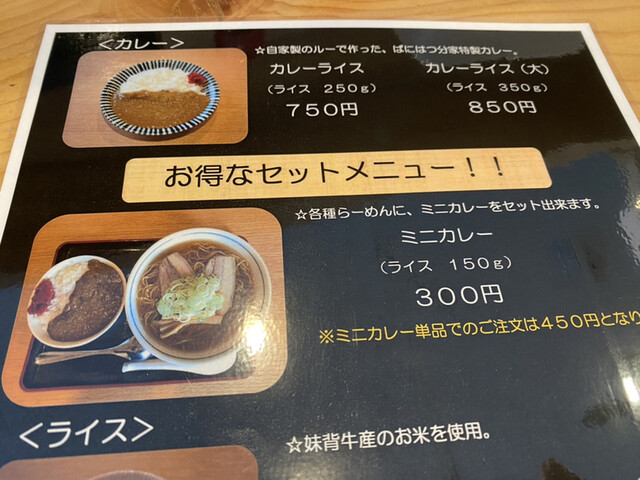 ＜カレー＞
☆自家製のルーで作った、ばにはつ分家特製カレー。
カレーライス
（ライス　２５０ｇ）
７５０円
カレーライス（大）
（ライス　３５０ｇ）
８５０円
お得なセットメニュー！！
☆各種らーめんに、ミニカレーをセット出来ます。
ミニカレー
（ライス　１５０ｇ）
３００円
※ミニカレー単品でのご注文は４５０円となり
＜ライス＞
☆妹背牛産のお米を使用。